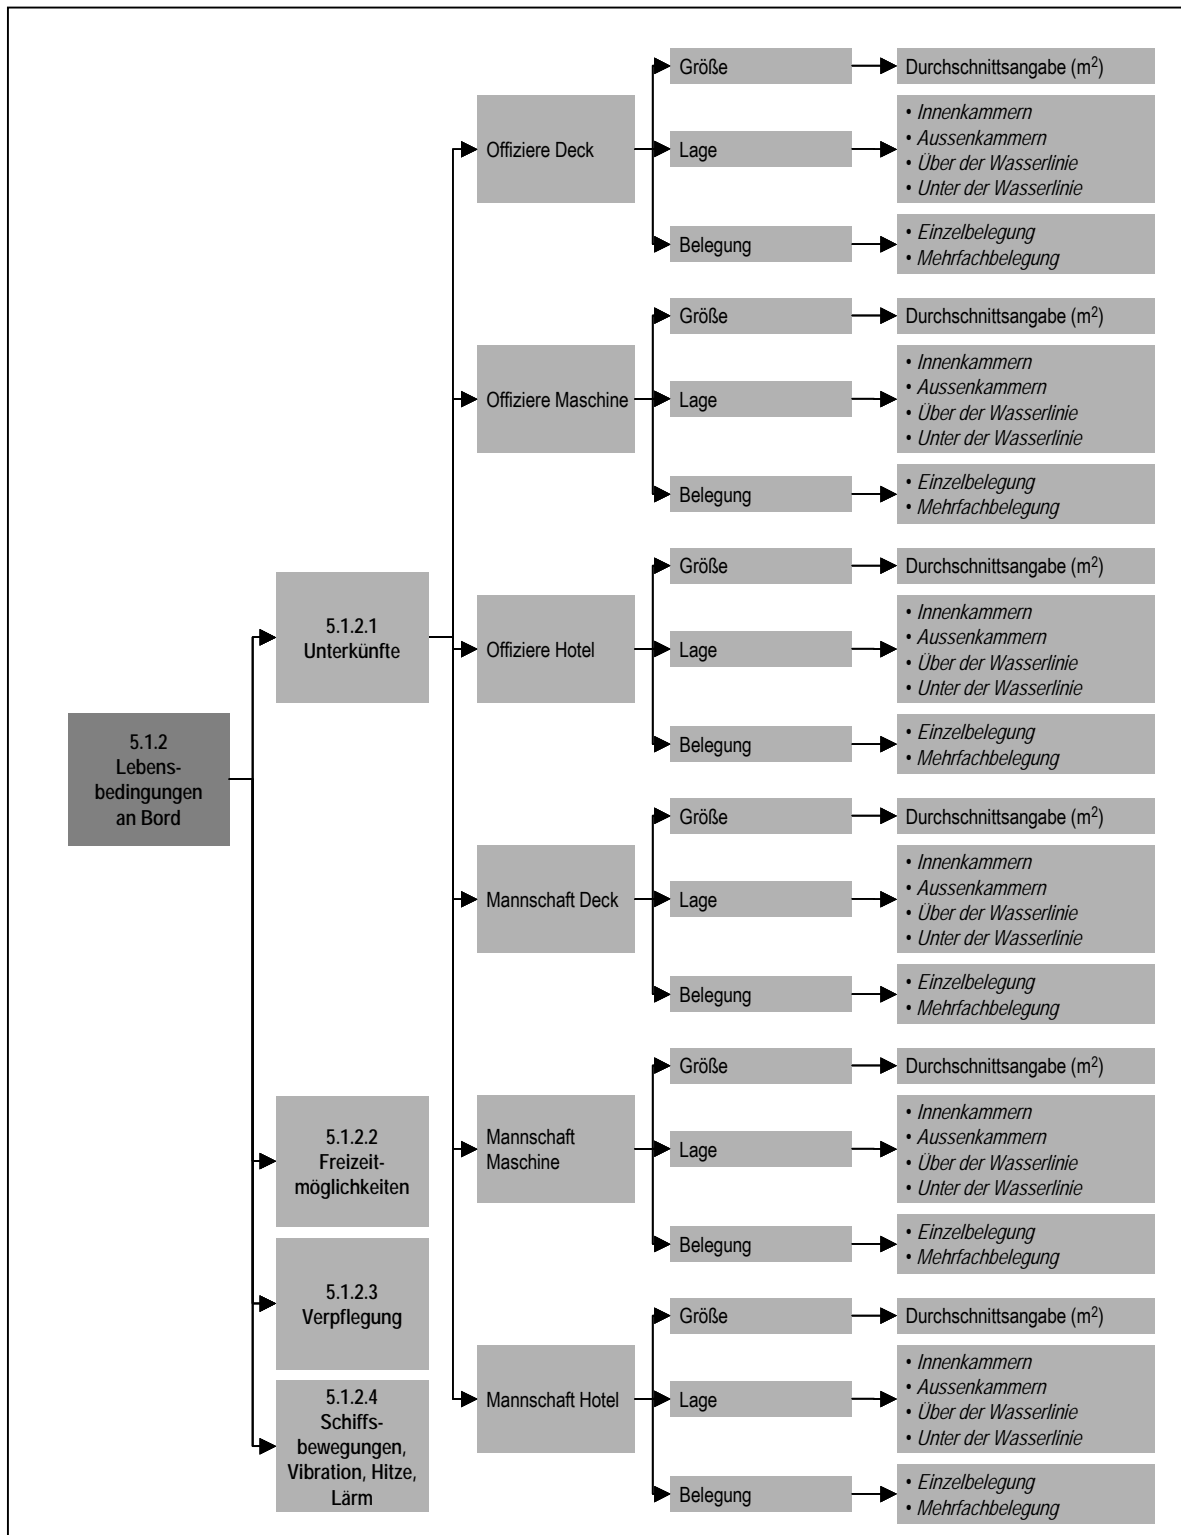 5.1.2
Lebens-
bedingungen
an Bord
5.1.2.1
Unterkünfte
Offiziere Deck
Größe
Durchschnittsangabe (m²)
Lage
• Innenkammern
• Aussenkammern
• Über der Wasserlinie
• Unter der Wasserlinie
Belegung
• Einzelbelegung
• Mehrfachbelegung
Offiziere Maschine
Größe
Durchschnittsangabe (m²)
Lage
• Innenkammern
• Aussenkammern
• Über der Wasserlinie
• Unter der Wasserlinie
Belegung
• Einzelbelegung
• Mehrfachbelegung
Offiziere Hotel
Größe
Durchschnittsangabe (m²)
Lage
• Innenkammern
• Aussenkammern
• Über der Wasserlinie
• Unter der Wasserlinie
Belegung
• Einzelbelegung
• Mehrfachbelegung
Mannschaft Deck
Größe
Durchschnittsangabe (m²)
Lage
• Innenkammern
• Aussenkammern
• Über der Wasserlinie
• Unter der Wasserlinie
Belegung
• Einzelbelegung
• Mehrfachbelegung
Mannschaft
Maschine
Größe
Durchschnittsangabe (m²)
Lage
• Innenkammern
• Aussenkammern
• Über der Wasserlinie
• Unter der Wasserlinie
Belegung
• Einzelbelegung
• Mehrfachbelegung
Mannschaft Hotel
Größe
Durchschnittsangabe (m²)
Lage
• Innenkammern
• Aussenkammern
• Über der Wasserlinie
• Unter der Wasserlinie
Belegung
• Einzelbelegung
• Mehrfachbelegung
5.1.2.2
Freizeit-
möglichkeiten
5.1.2.3
Verpflegung
5.1.2.4
Schiffs-
bewegungen,
Vibration, Hitze,
Lärm